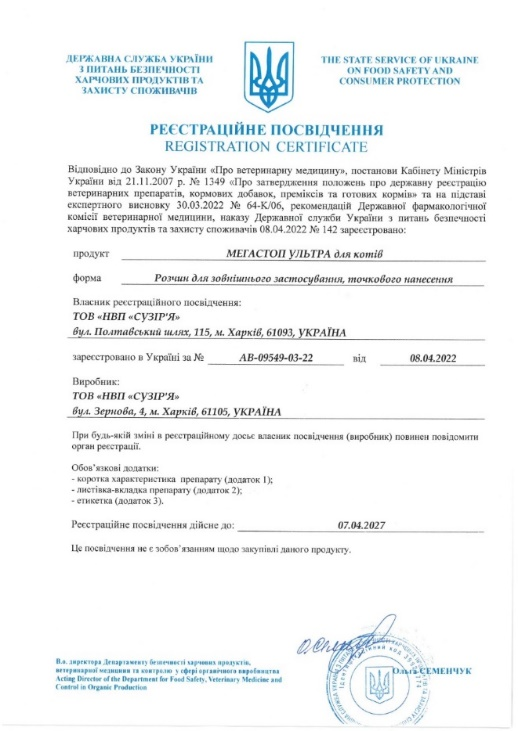 ДЕРЖАВНА СЛУЖБА УКРАЇНИ
З ПИТАНЬ БЕЗПЕЧНОСТІ
ХАРЧОВИХ ПРОДУКТІВ ТА
ЗАХИСТУ СПОЖИВАЧІВ
THE STATE SERVICE OF UKRAINE
ON FOOD SAFETY AND
CONSUMER PROTECTION
РЕЄСТРАЦІЙНЕ ПОСВІДЧЕННЯ
REGISTRATION CERTIFICATE
Відповідно до Закону України «Про ветеринарну медицину», постанови Кабінету Міністрів
України від 21.11.2007 р. № 1349 «Про затвердження положень про державну реєстрацію
ветеринарних препаратів, кормових добавок, преміксів та готових кормів» та на підставі
експертного висновку 30.03.2022 № 64-К/06, рекомендацій Державної фармакологічної
комісії ветеринарної медицини, наказу Державної служби України з питань безпечності
харчових продуктів та захисту споживачів 08.04.2022 № 142 зареєстровано:
продукт МЕГАСТОП УЛЬТРА для котів
форма Розчин для зовнішнього застосування, точкового нанесення
Власник реєстраційного посвідчення:
ТОВ «НВП «СУЗІР'Я»
вул. Полтавський шлях, 115, м. Харків, 61093, УКРАЇНА
зареєстровано в Україні за № АВ-09549-03-22 від 08.04.2022
Виробник:
ТОВ «НВП «СУЗІР'Я»
вул. Зернова, 4, м. Харків, 61105, УКРАЇНА
При будь-якій зміні в реєстраційному досьє власник посвідчення (виробник) повинен повідомити
орган реєстрації.
Обов'язкові додатки:
- коротка характеристика препарату (додаток 1);
- листівка-вкладка препарату (додаток 2);
- етикетка (додаток 3).
Реєстраційне посвідчення дійсне до: 07.04.2027
Це посвідчення не є зобов'язанням щодо закупівлі даного продукту.
В.о. директора Департаменту безпечності харчових продуктів,
ветеринарної медицини та контролю у сфері органічного виробництва
Acting Director of the Department for Food Safety, Veterinary Medicine and
Control in Organic Production
Ольга СЕМЕНЧУК